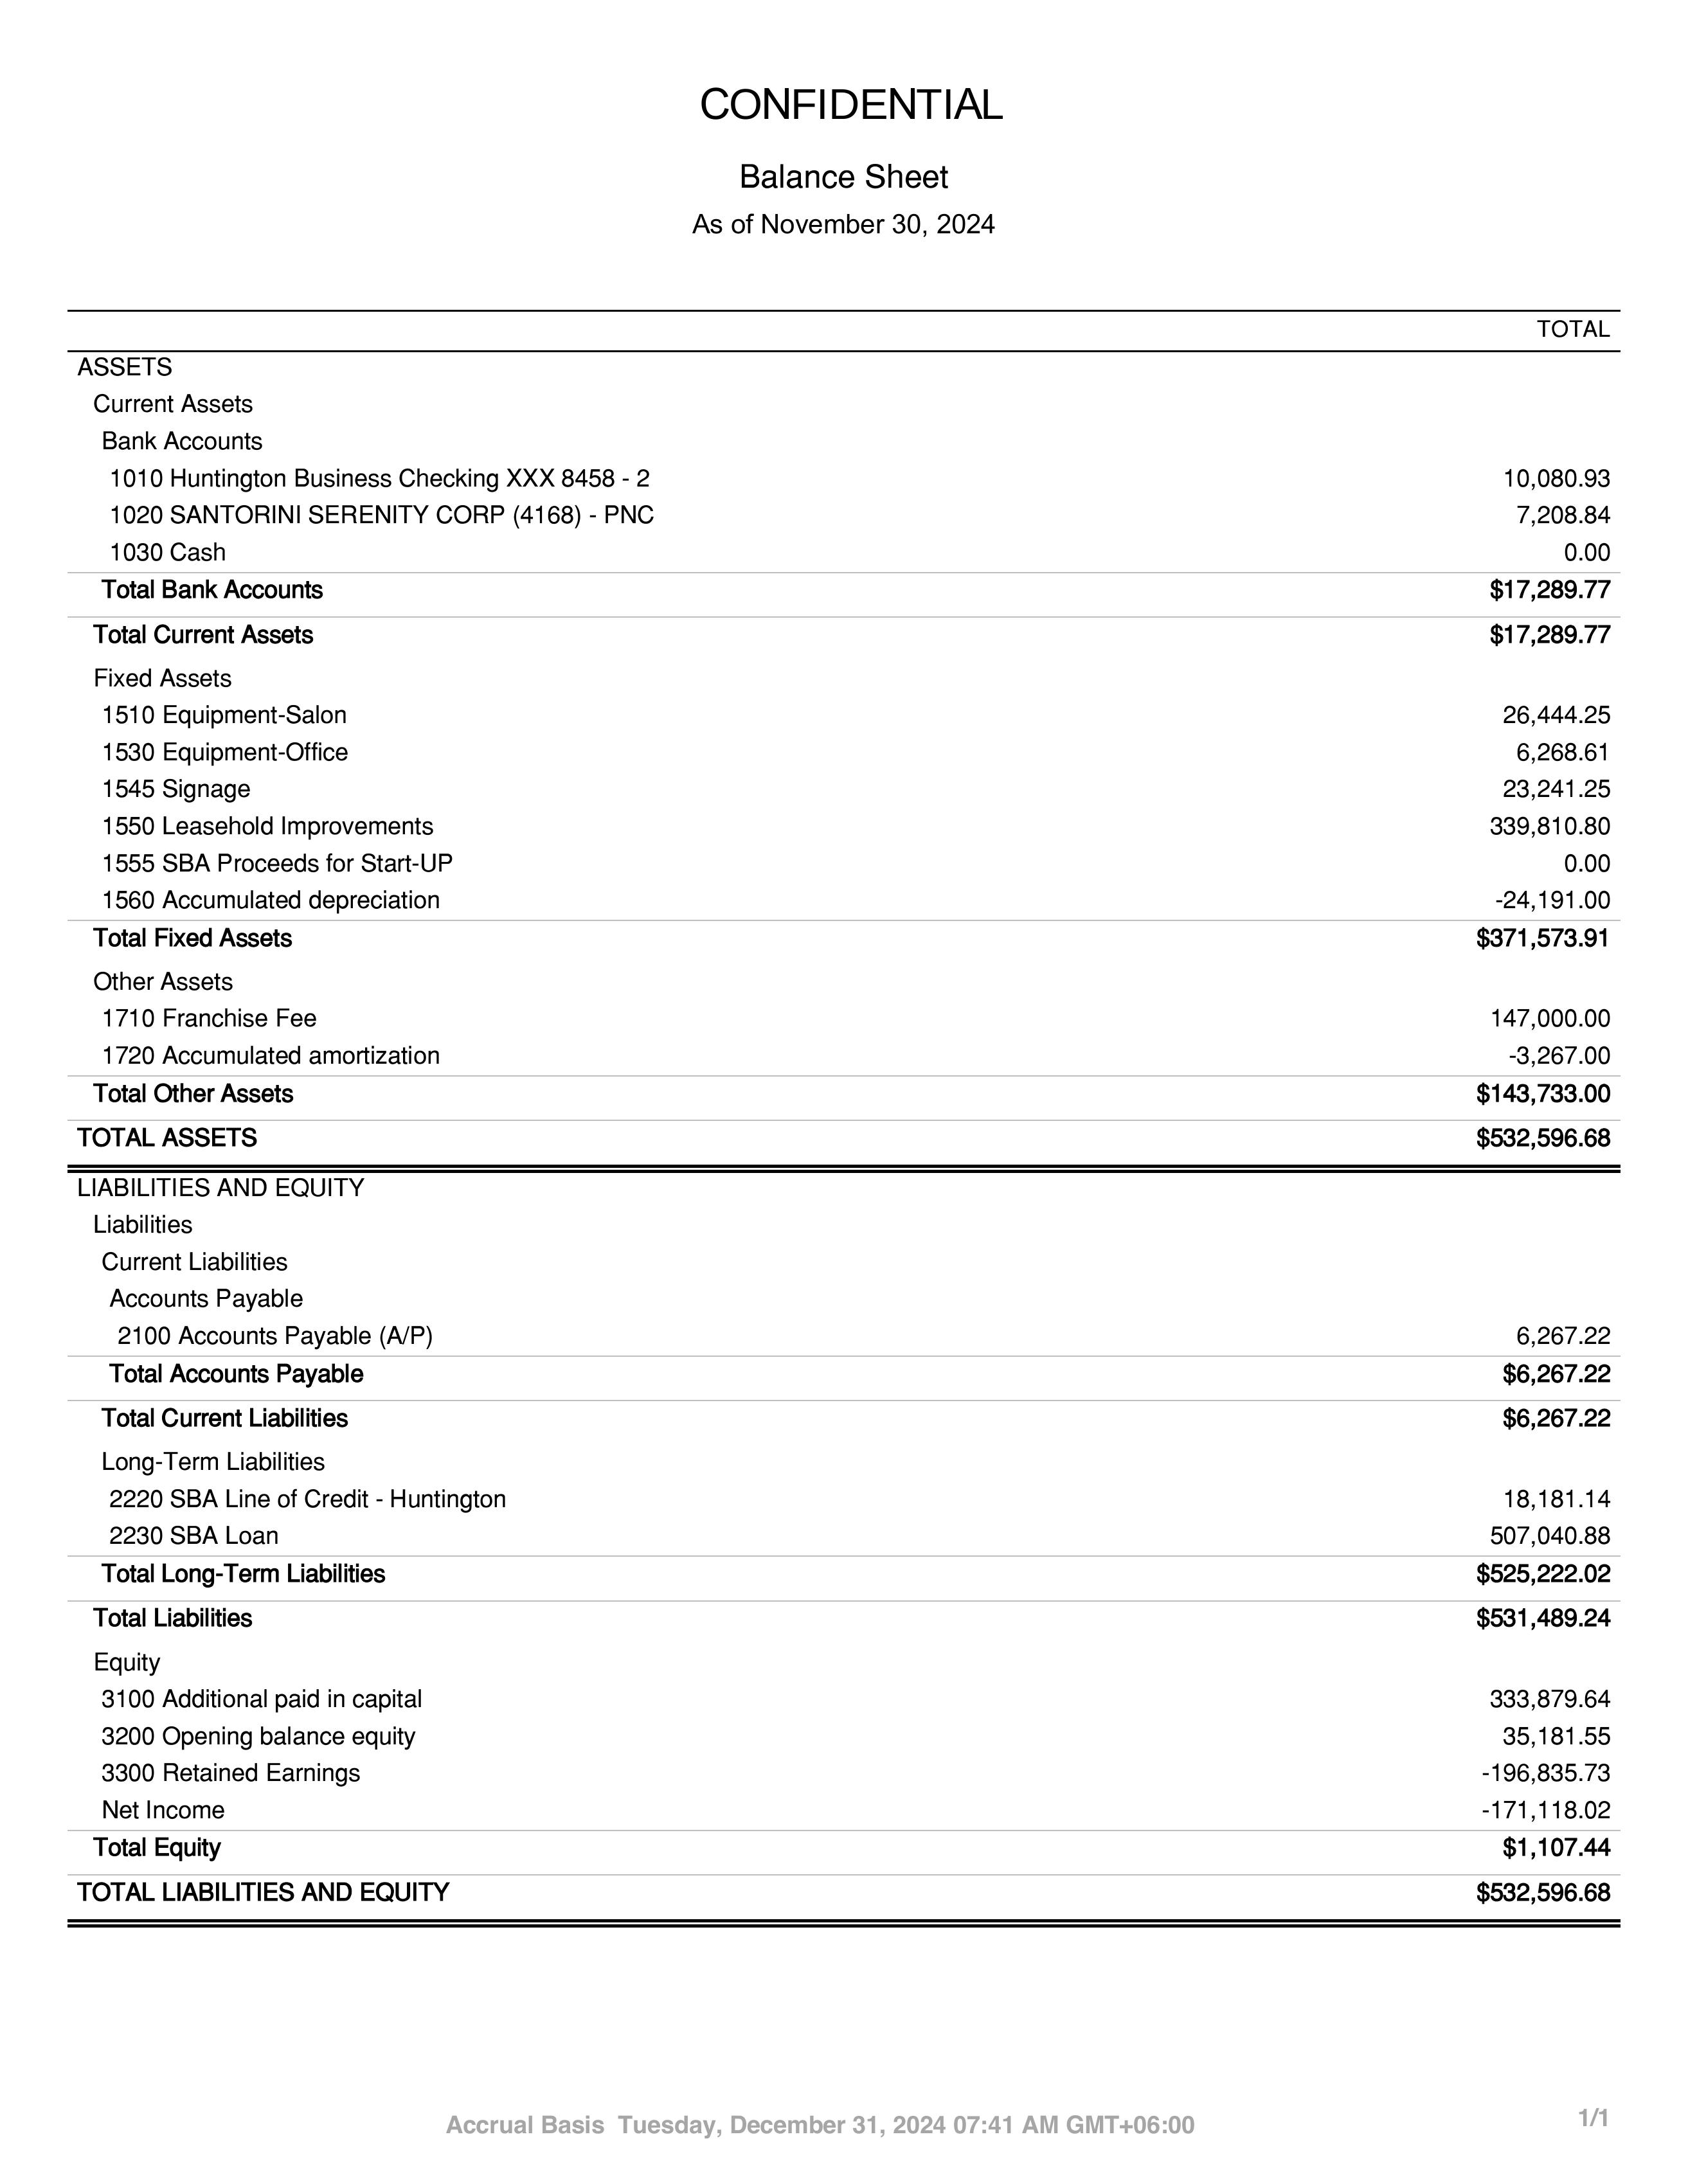 CONFIDENTIAL
Balance Sheet
As of November 30, 2024
TOTAL
ASSETS
Current Assets
Bank Accounts
1010 Huntington Business Checking XXX 8458 - 2 10,080.93
1020 SANTORINI SERENITY CORP (4168) - PNC 7,208.84
1030 Cash 0.00
Total Bank Accounts $17,289.77
Total Current Assets $17,289.77
Fixed Assets
1510 Equipment-Salon 26,444.25
1530 Equipment-Office 6,268.61
1545 Signage 23,241.25
1550 Leasehold Improvements 339,810.80
1555 SBA Proceeds for Start-UP 0.00
1560 Accumulated depreciation -24,191.00
Total Fixed Assets $371,573.91
Other Assets
1710 Franchise Fee 147,000.00
1720 Accumulated amortization -3,267.00
Total Other Assets $143,733.00
TOTAL ASSETS $532,596.68
LIABILITIES AND EQUITY
Liabilities
Current Liabilities
Accounts Payable
2100 Accounts Payable (A/P) 6,267.22
Total Accounts Payable $6,267.22
Total Current Liabilities $6,267.22
Long-Term Liabilities
2220 SBA Line of Credit - Huntington 18,181.14
2230 SBA Loan 507,040.88
Total Long-Term Liabilities $525,222.02
Total Liabilities $531,489.24
Equity
3100 Additional paid in capital 333,879.64
3200 Opening balance equity 35,181.55
3300 Retained Earnings -196,835.73
Net Income -171,118.02
Total Equity $1,107.44
TOTAL LIABILITIES AND EQUITY $532,596.68
Accrual Basis Tuesday, December 31, 2024 07:41 AM GMT+06:00 1/1